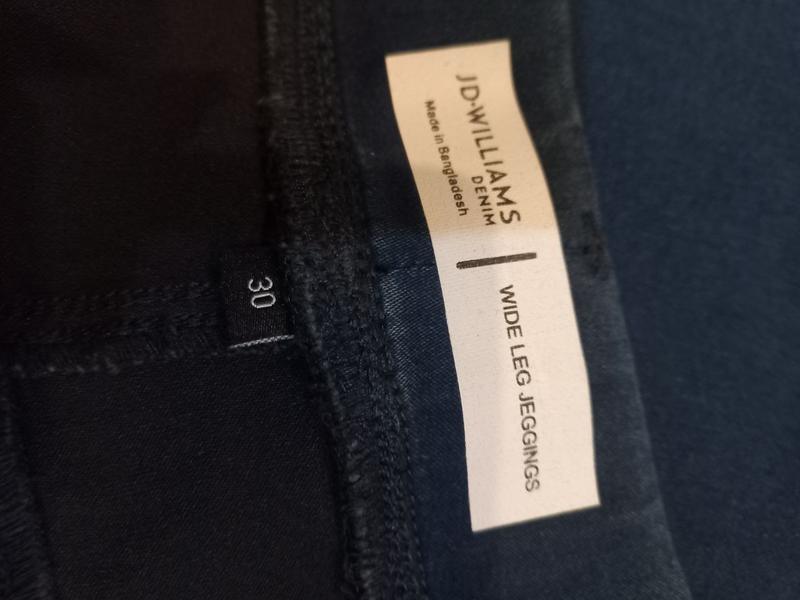 JD·WILLIAMS
DENIM
Made in Bangladesh
WIDE LEG JEGGINGS
30